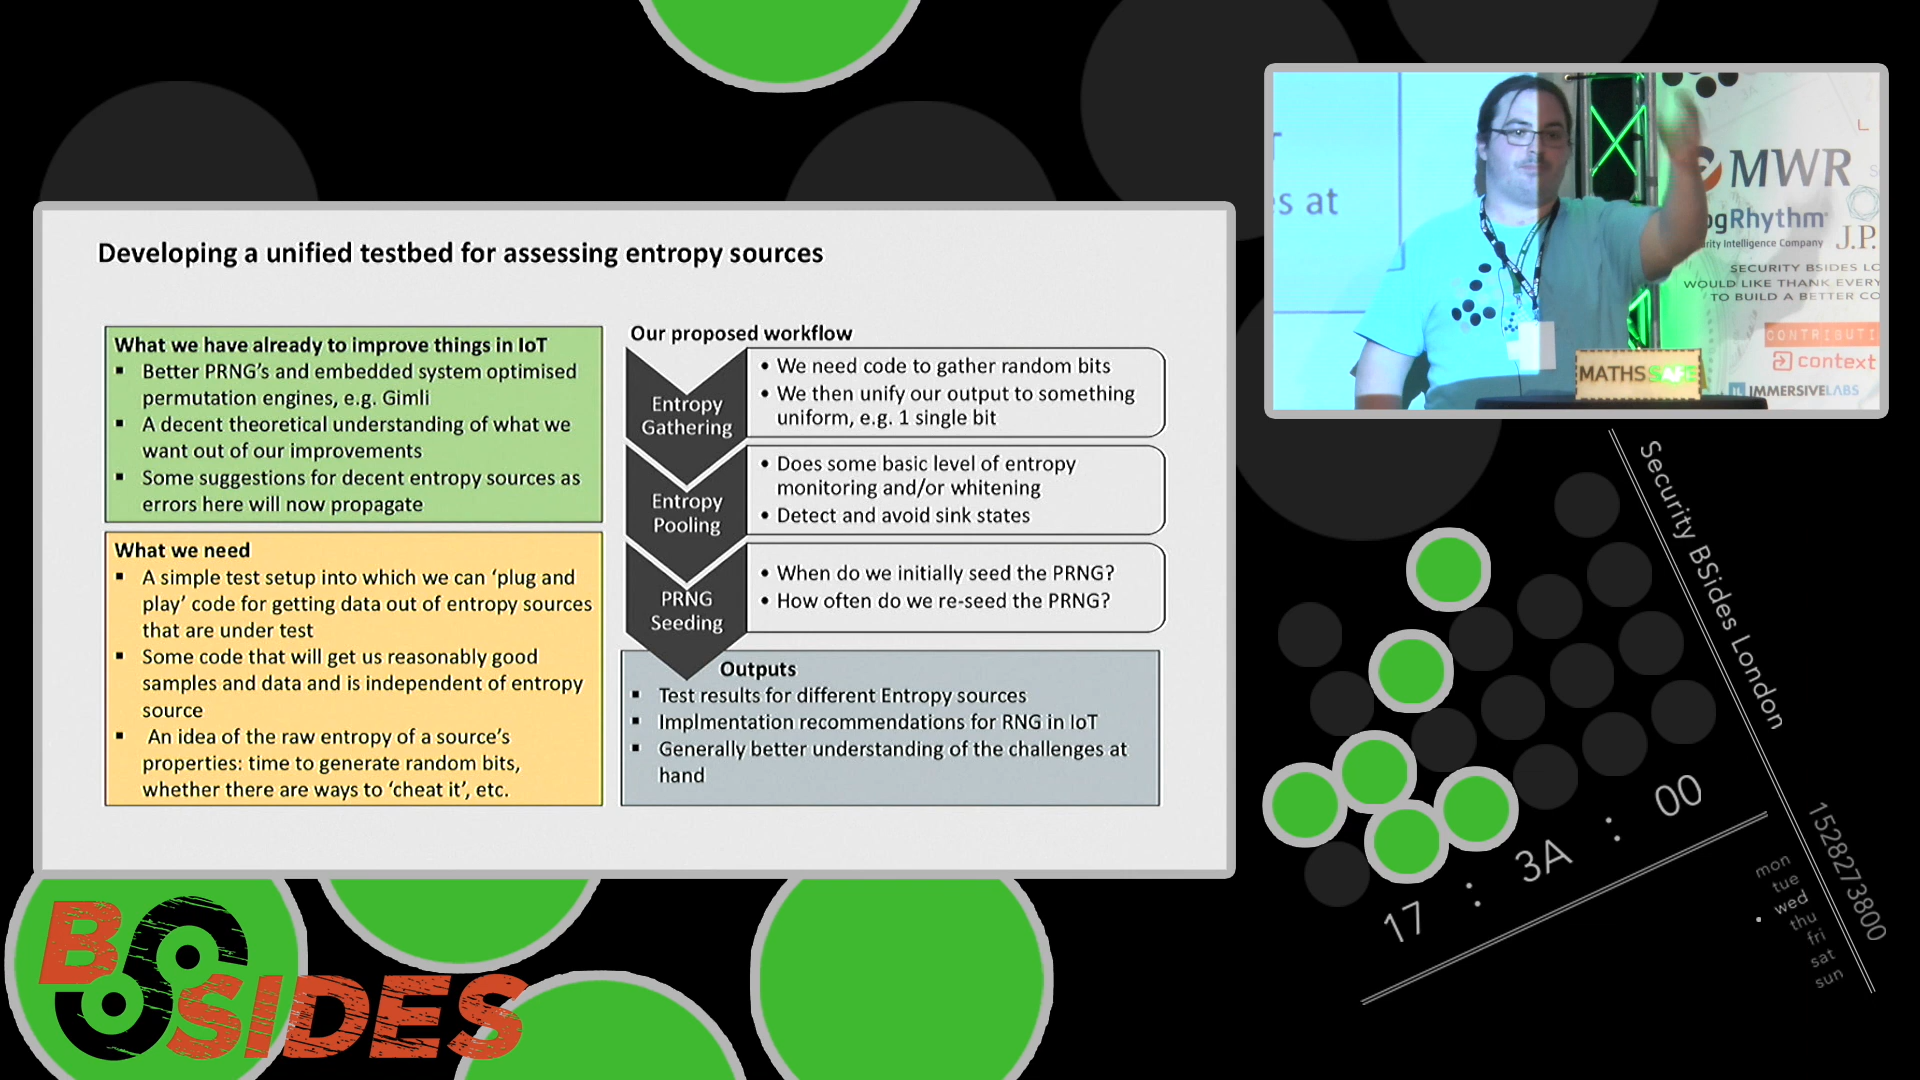 Developing a unified testbed for assessing entropy sources
What we have already to improve things in IoT
▪ Better PRNG's and embedded system optimised
permutation engines, e.g. Gimli
▪ A decent theoretical understanding of what we
want out of our improvements
▪ Some suggestions for decent entropy sources as
errors here will now propagate
What we need
▪ A simple test setup into which we can ‘plug and
play’ code for getting data out of entropy sources
that are under test
▪ Some code that will get us reasonably good
samples and data and is independent of entropy
source
▪ An idea of the raw entropy of a source's
properties: time to generate random bits,
whether there are ways to ‘cheat it’, etc.
Our proposed workflow
Entropy
Gathering
• We need code to gather random bits
• We then unify our output to something
uniform, e.g. 1 single bit
Entropy
Pooling
• Does some basic level of entropy
monitoring and/or whitening
• Detect and avoid sink states
PRNG
Seeding
• When do we initially seed the PRNG?
• How often do we re-seed the PRNG?
Outputs
▪ Test results for different Entropy sources
▪ Implmentation recommendations for RNG in IoT
▪ Generally better understanding of the challenges at
hand
s at
MWR
ogRhythm
rity Intelligence Company
J.P.
SECURITY BSIDES LO
WOULD LIKE THANK EVERY
TO BUILD A BETTER CO
CONTRIBUTI
context
IMMERSIVELABS
MATHS SAFE
Security BSides London
17 : 3A : 00
1528273800
mon
tue
wed
thu
fri
sat
sun
BSIDES